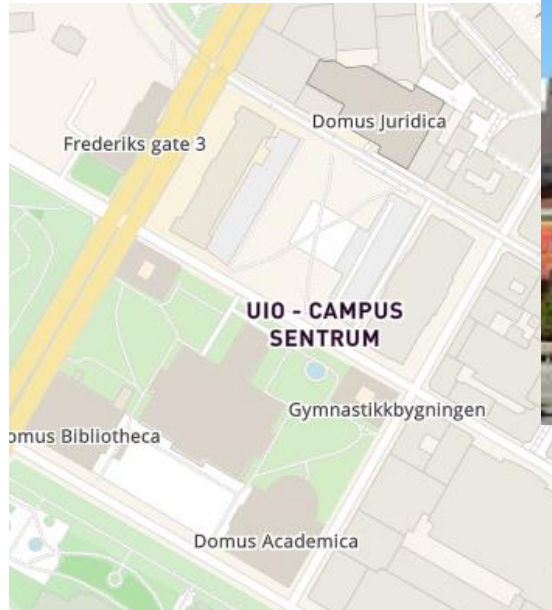 Domus Juridica
Frederiks gate 3
UIO - CAMPUS
SENTRUM
Gymnastikkbygningen
omus Bibliotheca
Domus Academica